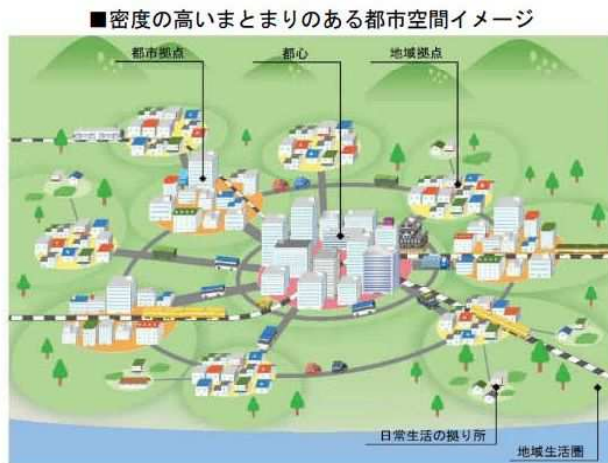 ■密度の高いまとまりのある都市空間イメージ
都市拠点
都心
地域拠点
日常生活の拠り所
地域生活圏